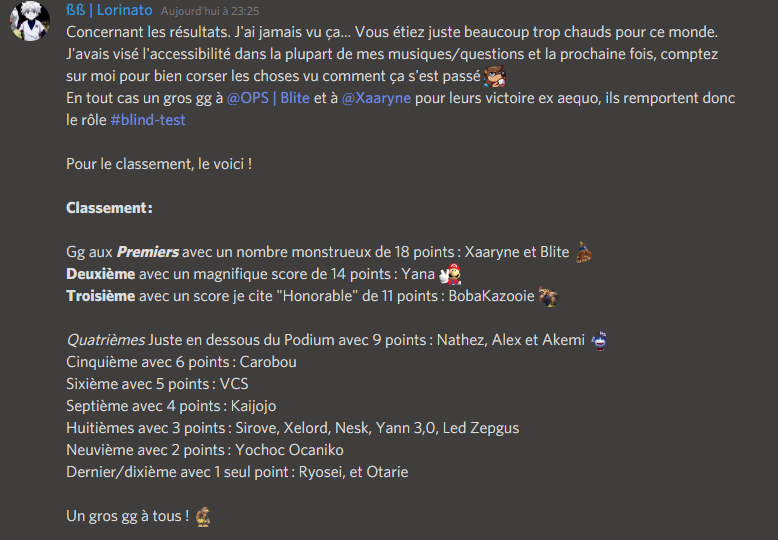 ßß | Lorinato Aujourd'hui à 23:25
Concernant les résultats. J'ai jamais vu ça... Vous étiez juste beaucoup trop chauds pour ce monde.
J'avais visé l'accessibilité dans la plupart de mes musiques/questions et la prochaine fois, comptez
sur moi pour bien corser les choses vu comment ça s'est passé
En tout cas un gros gg à @OPS | Blite et à @Xaaryne pour leurs victoire ex aequo, ils remportent donc
le rôle #blind-test
Pour le classement, le voici !
Classement :
Gg aux Premiers avec un nombre monstrueux de 18 points : Xaaryne et Blite
Deuxième avec un magnifique score de 14 points : Yana
Troisième avec un score je cite "Honorable" de 11 points : BobaKazooie
Quatrièmes Juste en dessous du Podium avec 9 points : Nathez, Alex et Akemi
Cinquième avec 6 points : Carobou
Sixième avec 5 points : VCS
Septième avec 4 points : Kaijojo
Huitièmes avec 3 points : Sirove, Xelord, Nesk, Yann 3,0, Led Zepgus
Neuvième avec 2 points : Yochoc Ocaniko
Dernier/dixième avec 1 seul point : Ryosei, et Otarie
Un gros gg à tous !